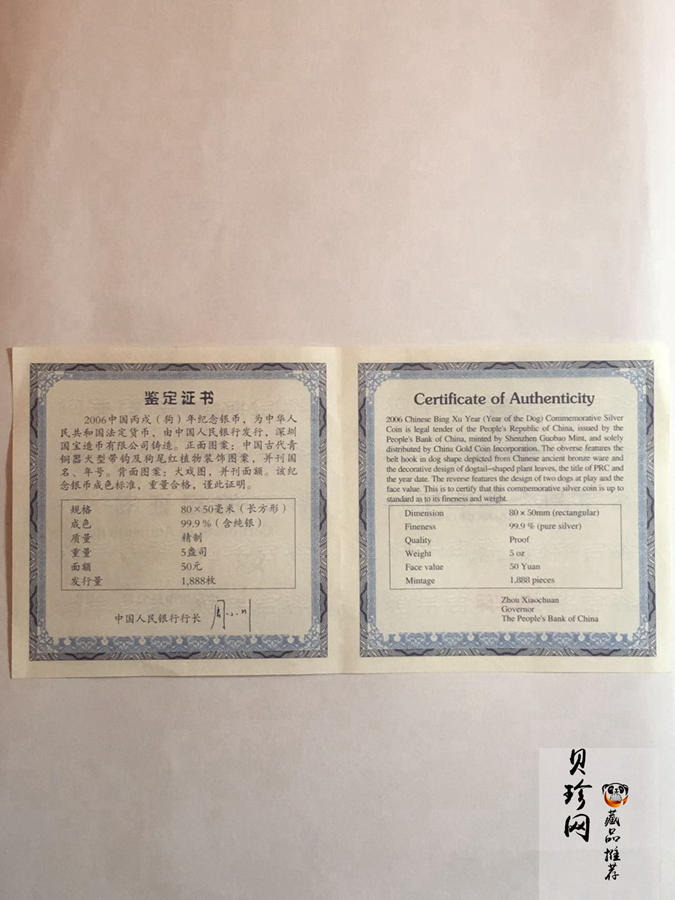 鉴定证书
2006中国丙戌(狗)年纪念银币,为中华人
民共和国法定货币,由中国人民银行发行,深圳
国宝造币有限公司铸造。正面图案:中国古代青
铜器犬型带钩及狗尾红植物装饰图案,并刊国
名、年号。背面图案:犬戏图,并刊面额。该纪
念银币成色标准,重量合格,谨此证明。
规格 80×50毫米(长方形)
成色 99.9%(含纯银)
质量 精制
重量 5盎司
面额 50元
发行量 1,888枚
中国人民银行行长
Certificate of Authenticity
2006 Chinese Bing Xu Year (Year of the Dog) Commemorative Silver
Coin is legal tender of the People's Republic of China, issued by the
People's Bank of China, minted by Shenzhen Guobao Mint, and solely
distributed by China Gold Coin Incorporation. The obverse features the
belt hook in dog shape depicted from Chinese ancient bronze ware and
the decorative design of dogtail-shaped plant leaves, the title of PRC and
the year date. The reverse features the design of two dogs at play and the
face value. This is to certify that this commemorative silver coin is up to
standard as to its fineness and weight.
Dimension 80×50mm (rectangular)
Fineness 99.9 % (pure silver)
Quality Proof
Weight 5 oz
Face value 50 Yuan
Mintage 1,888 pieces
Zhou Xiaochuan
Governor
The People's Bank of China
贝珍网
藏品推荐